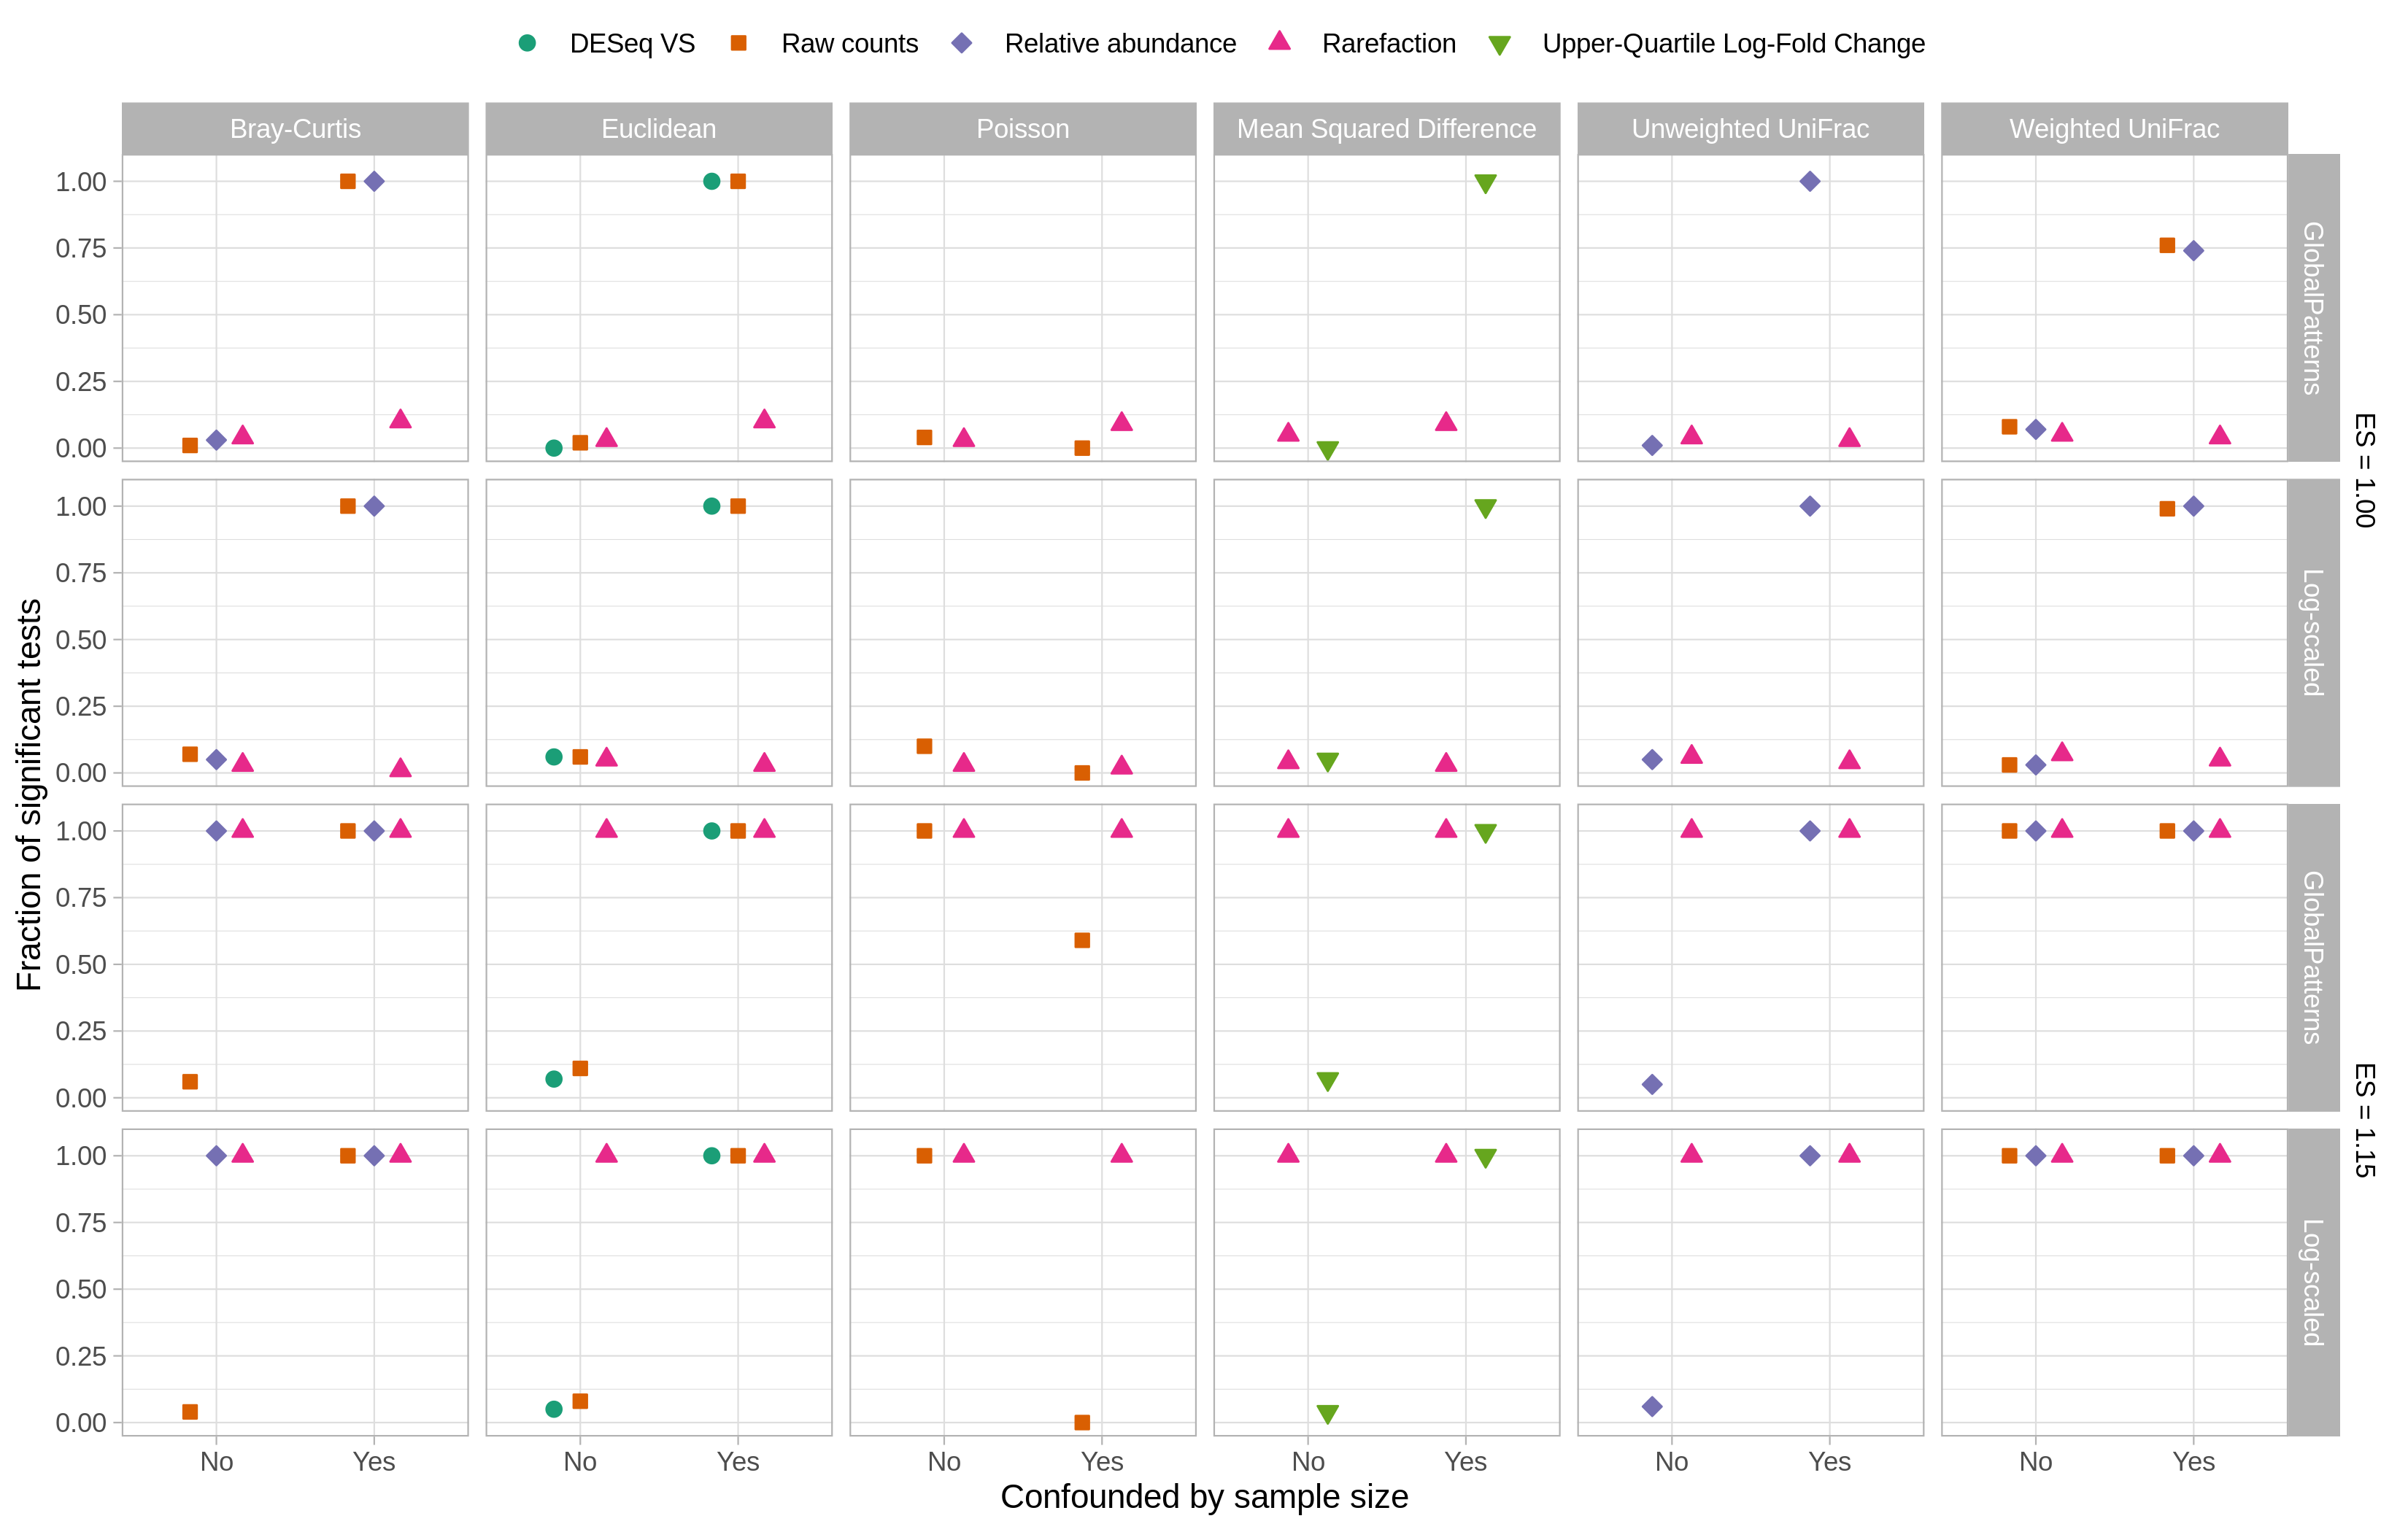 DESeq VS Raw counts Relative abundance Rarefaction Upper-Quartile Log-Fold Change
Bray-Curtis Euclidean Poisson Mean Squared Difference Unweighted UniFrac Weighted UniFrac
Fraction of significant tests
1.00
0.75
0.50
0.25
0.00
GlobalPatterns
1.00
0.75
0.50
0.25
0.00
Log-scaled
ES = 1.00
1.00
0.75
0.50
0.25
0.00
GlobalPatterns
1.00
0.75
0.50
0.25
0.00
Log-scaled
ES = 1.15
No Yes No Yes No Yes No Yes No Yes No Yes
Confounded by sample size